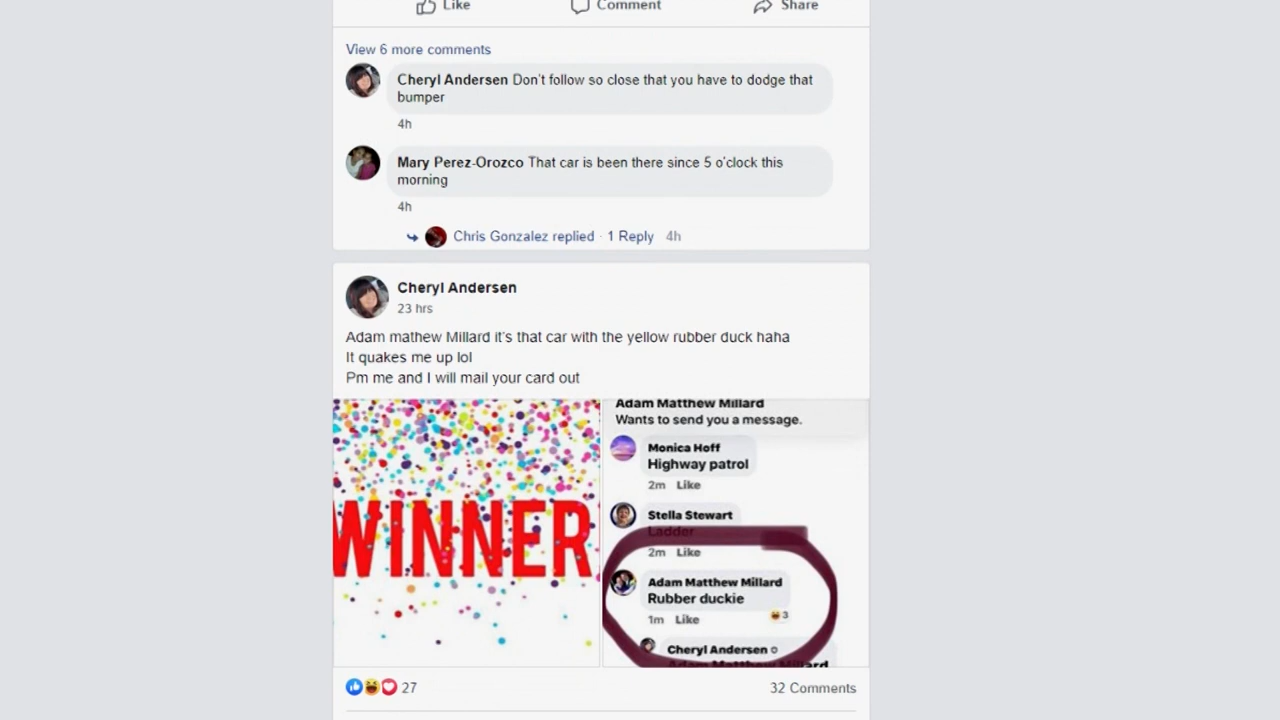 Like Comment Share
View 6 more comments
Cheryl Andersen Don't follow so close that you have to dodge that
bumper
4h
Mary Perez-Orozco That car is been there since 5 o'clock this
morning
4h
Chris Gonzalez replied · 1 Reply 4h
Cheryl Andersen
23 hrs
Adam mathew Millard it's that car with the yellow rubber duck haha
It quakes me up lol
Pm me and I will mail your card out
WINNER
Adam Matthew Millard
Wants to send you a message.
Monica Hoff
Highway patrol
2m Like
Stella Stewart
Ladder
2m Like
Adam Matthew Millard
Rubber duckie
1m Like 3
Cheryl Andersen
Adam Matthew Millard
27 32 Comments